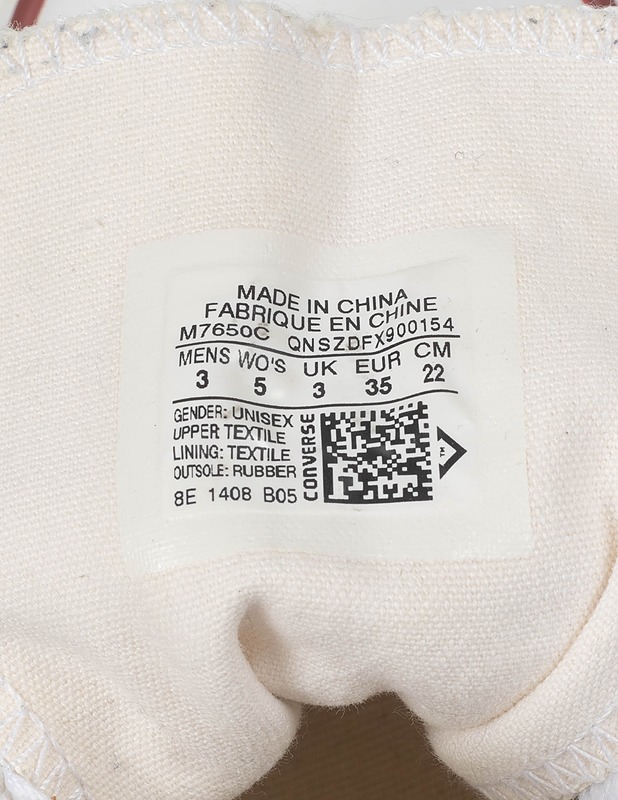 MADE IN CHINA
FABRIQUE EN CHINE
M7650C QNSZDFX900154
MENS WO'S UK EUR CM
3 5 3 35 22
GENDER: UNISEX
UPPER TEXTILE
LINING: TEXTILE
OUTSOLE: RUBBER
8E 1408 B05
CONVERSE
TM